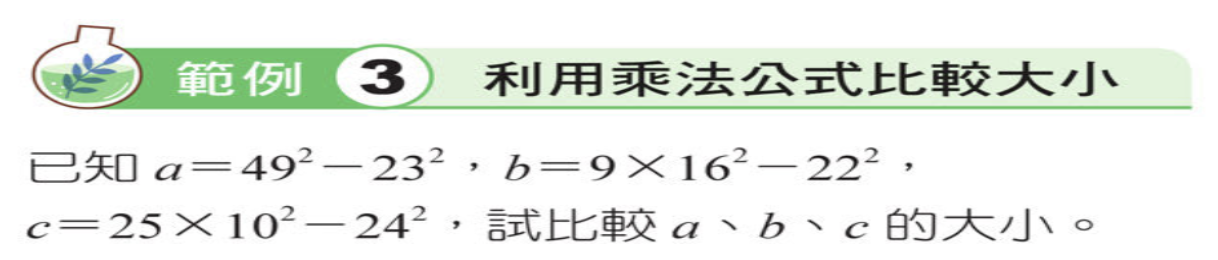 範例 3 利用乘法公式比較大小
已知 a＝49²－23²，b＝9×16²－22²，
c＝25×10²－24²，試比較 a、b、c 的大小。